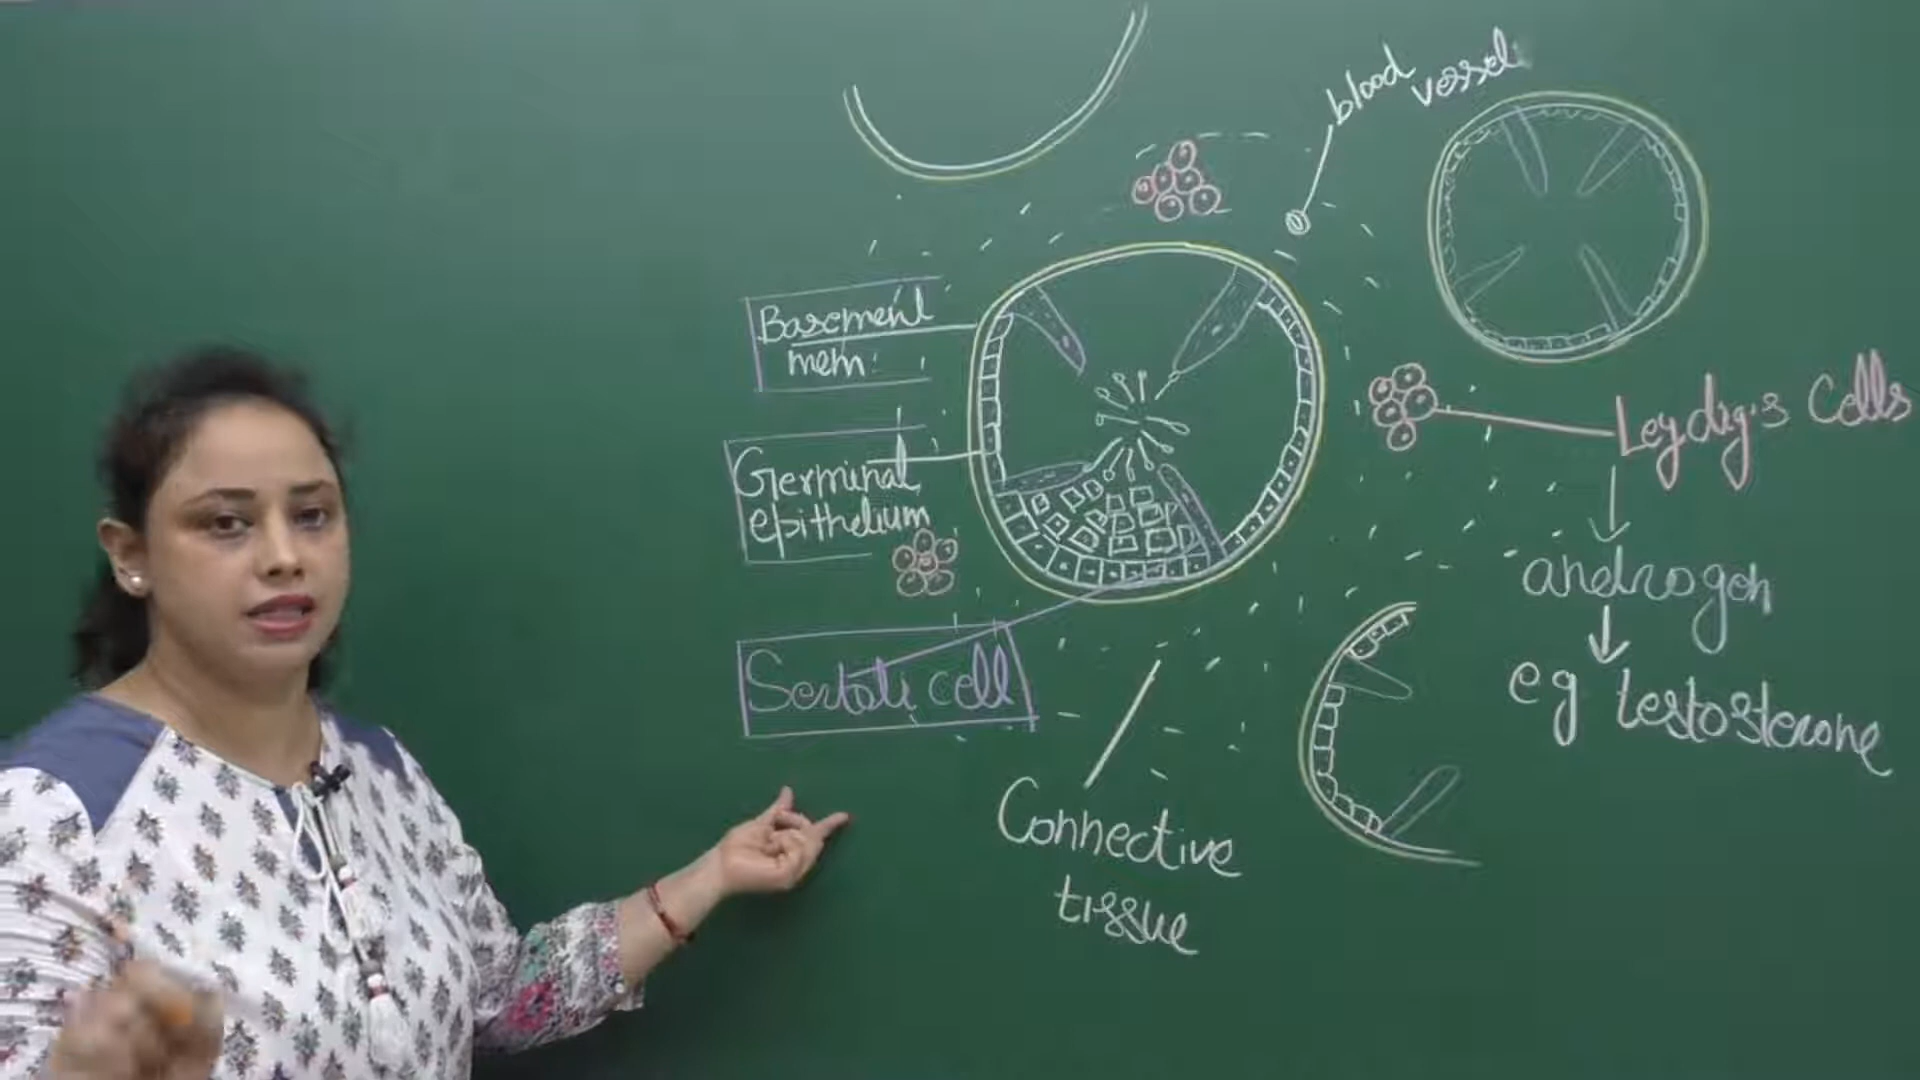 blood vessel
Basement
mem:
Germinal
epithelium
Leydig's Cells
androgen
eg testosterone
Sertoli cell
Connective
tissue